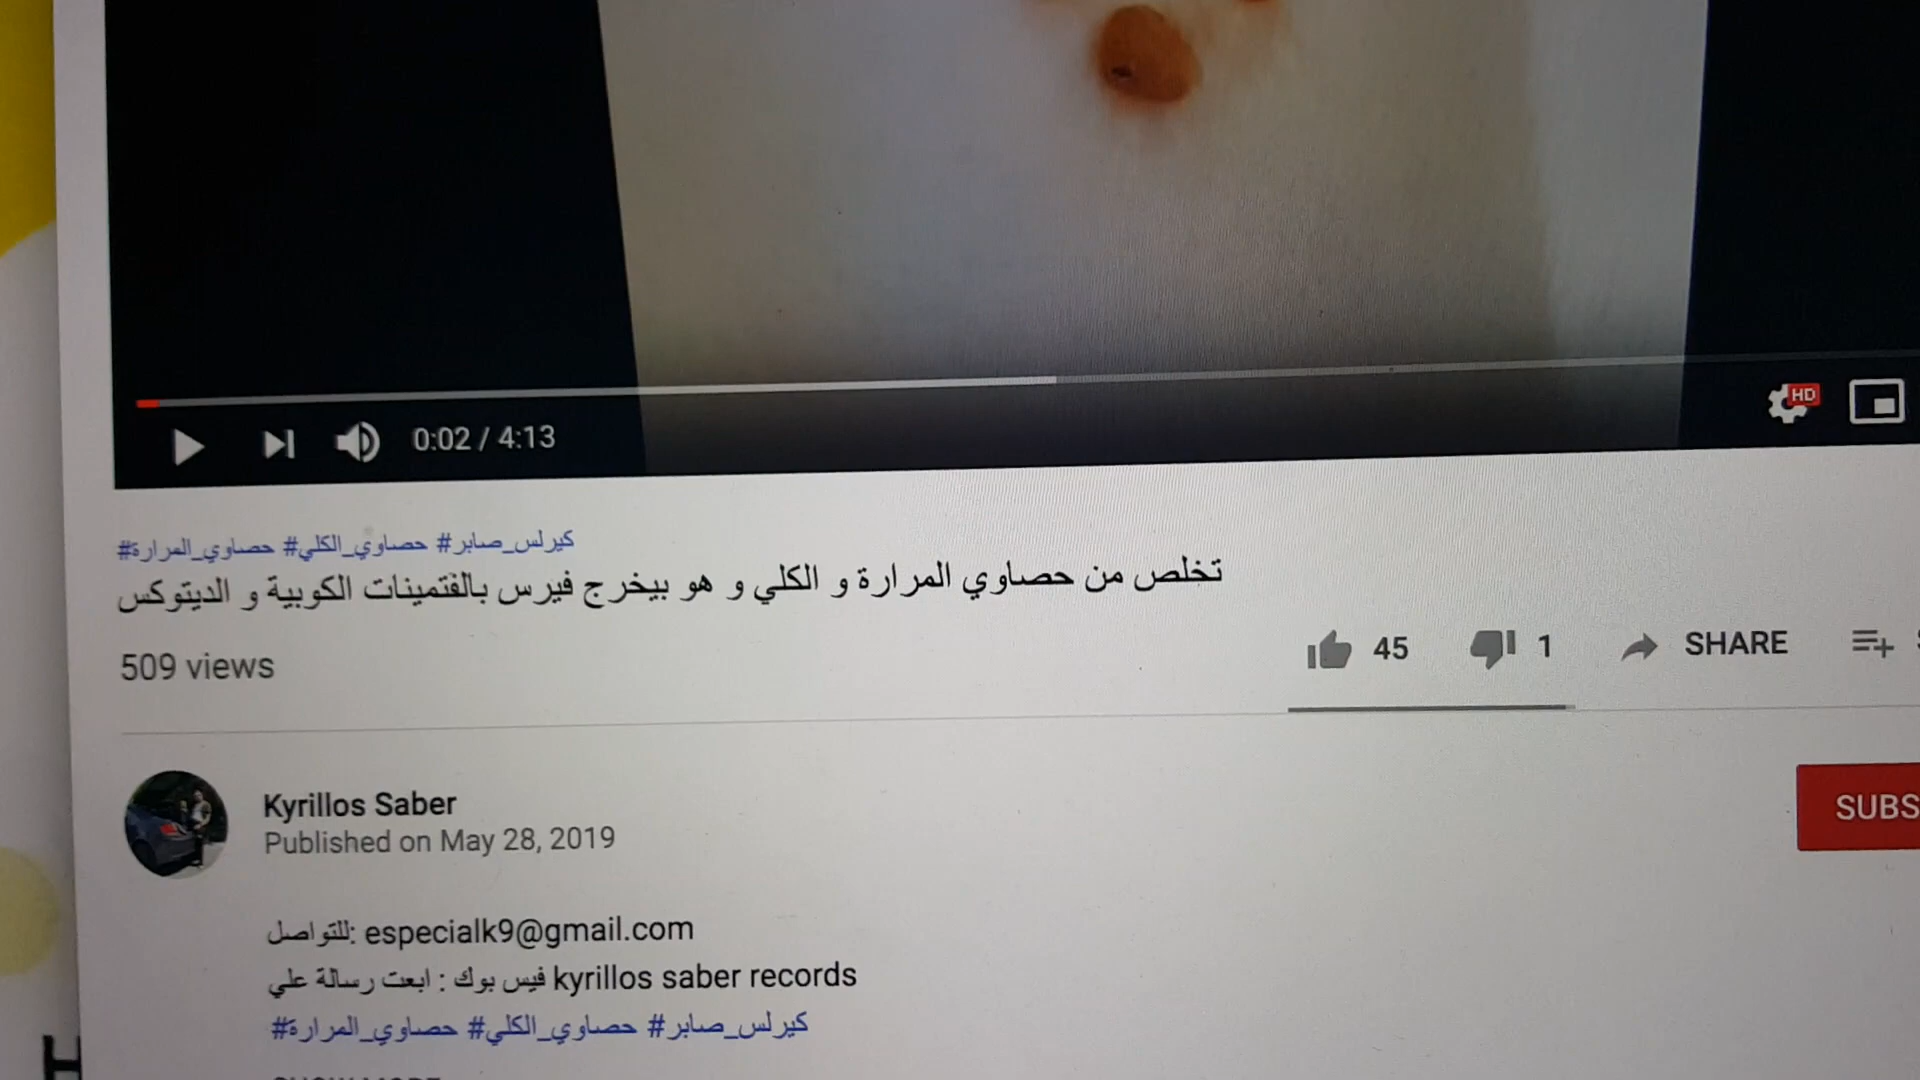 HD
0:02 / 4:13
#حصاوي_المرارة #حصاوي_الكلي #كيرلس_صابر
تخلص من حصاوي المرارة و الكلي و هو بيخرج فيرس بالفتمينات الكوبية و الديتوكس
509 views
45 1 SHARE
Kyrillos Saber
Published on May 28, 2019
SUBS
للتواصل: especialk9@gmail.com
فيس بوك : ابعت رسالة علي kyrillos saber records
#حصاوي_المرارة #حصاوي_الكلي #كيرلس_صابر
H